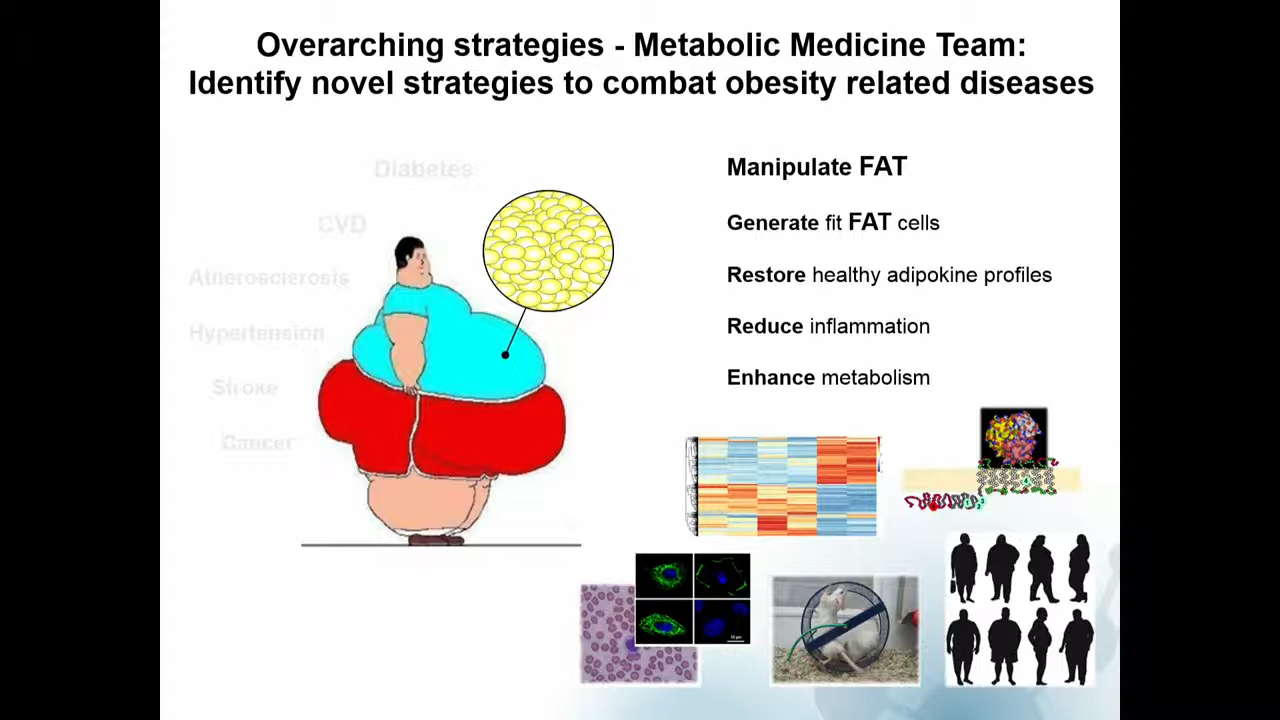 Overarching strategies - Metabolic Medicine Team:
Identify novel strategies to combat obesity related diseases
Diabetes
CVD
Atherosclerosis
Hypertension
Stroke
Cancer
Manipulate FAT
Generate fit FAT cells
Restore healthy adipokine profiles
Reduce inflammation
Enhance metabolism